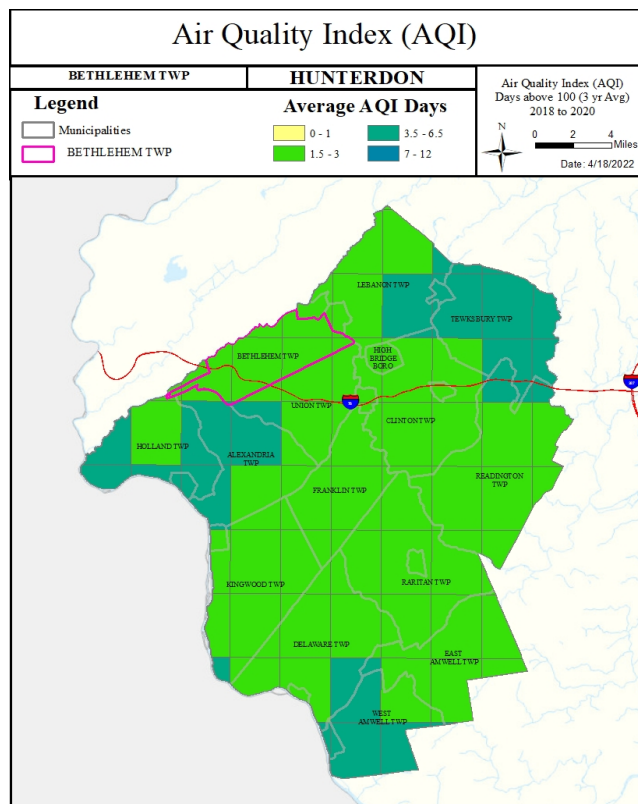 Air Quality Index (AQI)
BETHLEHEM TWP
HUNTERDON
Air Quality Index (AQI)
Days above 100 (3 yr Avg)
2018 to 2020
Legend
Municipalities
BETHLEHEM TWP
Average AQI Days
0 - 1
3.5 - 6.5
1.5 - 3
7 - 12
N
0 2 4
Miles
Date: 4/18/2022
LEBANON TWP
TEWKSBURY TWP
BETHLEHEM TWP
HIGH
BRIDGE
BORO
UNION TWP
CLINTON TWP
HOLLAND TWP
ALEXANDRIA
TWP
FRANKLIN TWP
READINGTON
TWP
KINGWOOD TWP
RARITAN TWP
DELAWARE TWP
EAST
AMWELL TWP
WEST
AMWELL TWP